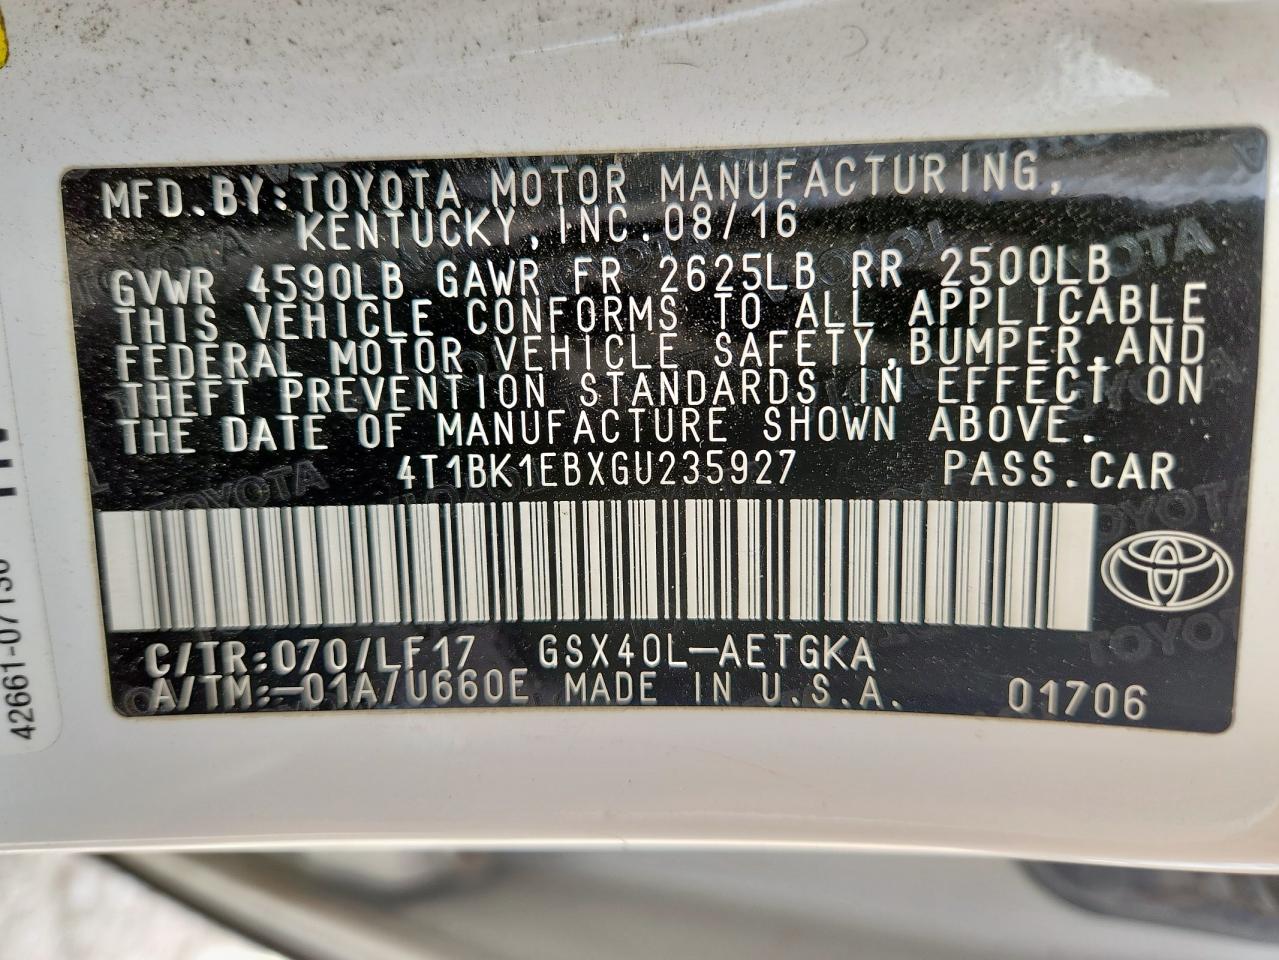 MFD.BY:TOYOTA MOTOR MANUFACTURING,
KENTUCKY,INC.08/16
GVWR 4590LB GAWR FR 2625LB RR 2500LB
THIS VEHICLE CONFORMS TO ALL APPLICABLE
FEDERAL MOTOR VEHICLE SAFETY,BUMPER,AND
THEFT PREVENTION STANDARDS IN EFFECT ON
THE DATE OF MANUFACTURE SHOWN ABOVE.
4T1BK1EBXGU235927 PASS.CAR
C/TR:070/LF17 GSX40L-AETGKA
A/TM:-01A/U660E MADE IN U.S.A. 01706
TOYOTA
42661-07130